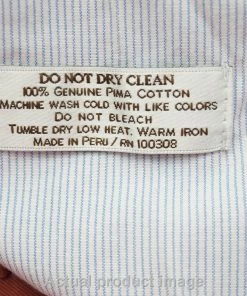 DO NOT DRY CLEAN
100% GENUINE PIMA COTTON
MACHINE WASH COLD WITH LIKE COLORS
DO NOT BLEACH
TUMBLE DRY LOW HEAT, WARM IRON
MADE IN PERU/RN 100308
Actual product image